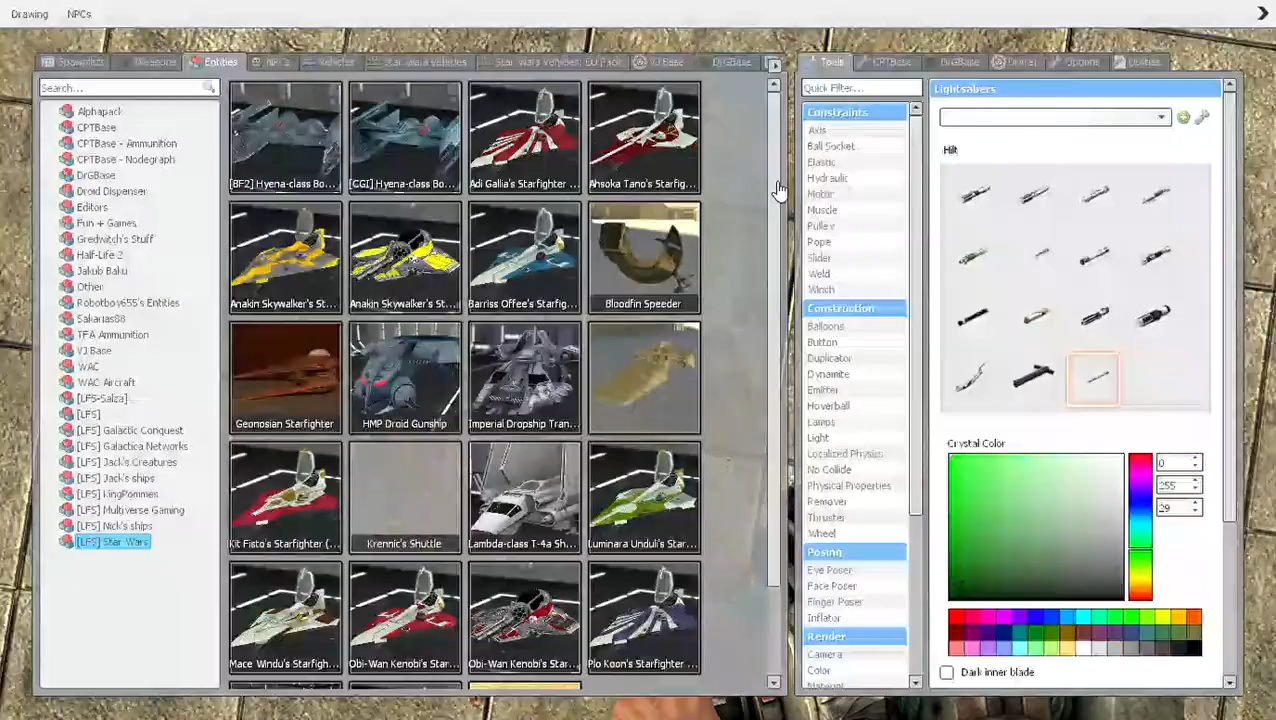 Drawing NPCs
Spawnlists Weapons Entities NPCs Vehicles Star Wars Vehicles Star Wars Vehicles: EU Pack VJ Base DrGBase
Tools CPTBase DrGBase Drones Options Utilities
Search...
Alphapack
CPTBase
CPTBase - Ammunition
CPTBase - Nodegraph
DrGBase
Droid Dispenser
Editors
Fun + Games
Gredwitch's Stuff
Half-Life 2
Jakub Baku
Other
Robotboy655's Entities
Sakarias88
TFA Ammunition
VJ Base
WAC
WAC Aircraft
[LFS-Salza]
[LFS]
[LFS] Galactic Conquest
[LFS] Galactica Networks
[LFS] Jack's Creatures
[LFS] Jack's ships
[LFS] KingPommes
[LFS] Multiverse Gaming
[LFS] Nick's ships
[LFS] Star Wars
[BF2] Hyena-class Bo... [CGI] Hyena-class Bo... Adi Gallia's Starfighter ... Ahsoka Tano's Starfig...
Anakin Skywalker's St... Anakin Skywalker's St... Barriss Offee's Starfig... Bloodfin Speeder
Geonosian Starfighter HMP Droid Gunship Imperial Dropship Tran...
Kit Fisto's Starfighter (... Krennic's Shuttle Lambda-class T-4a Sh... Luminara Unduli's Star...
Mace Windu's Starfigh... Obi-Wan Kenobi's Star... Obi-Wan Kenobi's Star... Plo Koon's Starfighter ...
Quick Filter...
Constraints
Axis
Ball Socket
Elastic
Hydraulic
Motor
Muscle
Pulley
Rope
Slider
Weld
Winch
Construction
Balloons
Button
Duplicator
Dynamite
Emitter
Hoverball
Lamps
Light
Localized Physics
No Collide
Physical Properties
Remover
Thruster
Wheel
Posing
Eye Poser
Face Poser
Finger Poser
Inflator
Render
Camera
Color
Material
Lightsabers
Hilt
Crystal Color
0
255
29
Dark inner blade